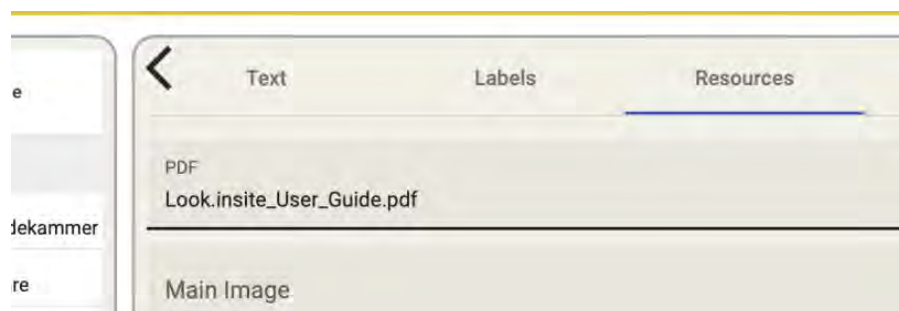 e
dekammer
re
Text Labels Resources
PDF
Look.insite_User_Guide.pdf
Main Image